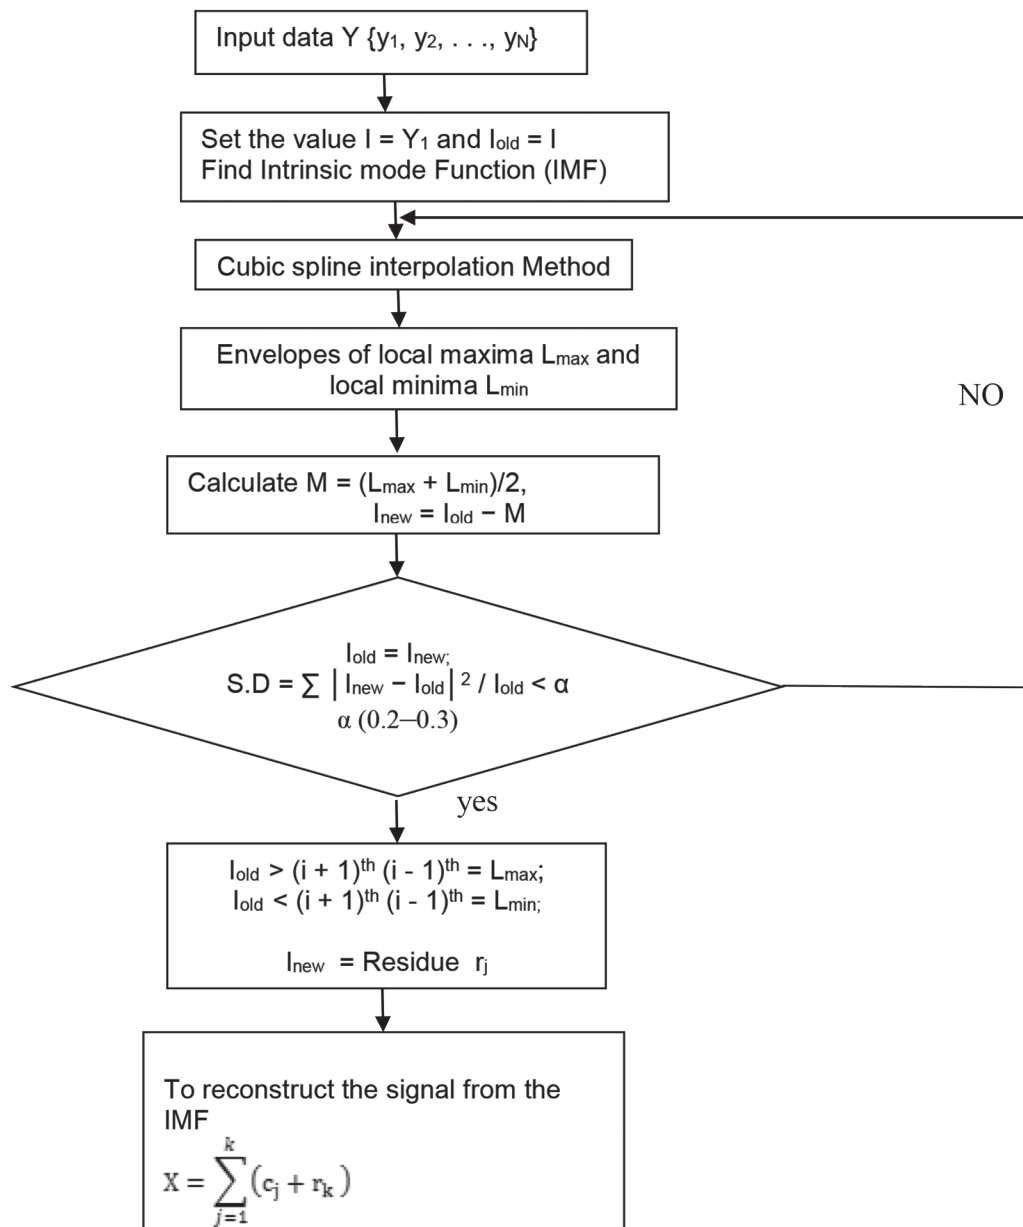 Input data Y {y₁, y₂, . . ., yN}
Set the value I = Y₁ and Iold = I
Find Intrinsic mode Function (IMF)
Cubic spline interpolation Method
Envelopes of local maxima Lmax and
local minima Lmin
NO
Calculate M = (Lmax + Lmin)/2,
Inew = Iold – M
Iold = Inew;
S.D = ∑ |Inew – Iold| ² / Iold < α
α (0.2–0.3)
yes
Iold > (i + 1)th (i - 1)th = Lmax;
Iold < (i + 1)th (i - 1)th = Lmin;
Inew = Residue rj
To reconstruct the signal from the
IMF
X = ∑ j=1 k (cj + rk)